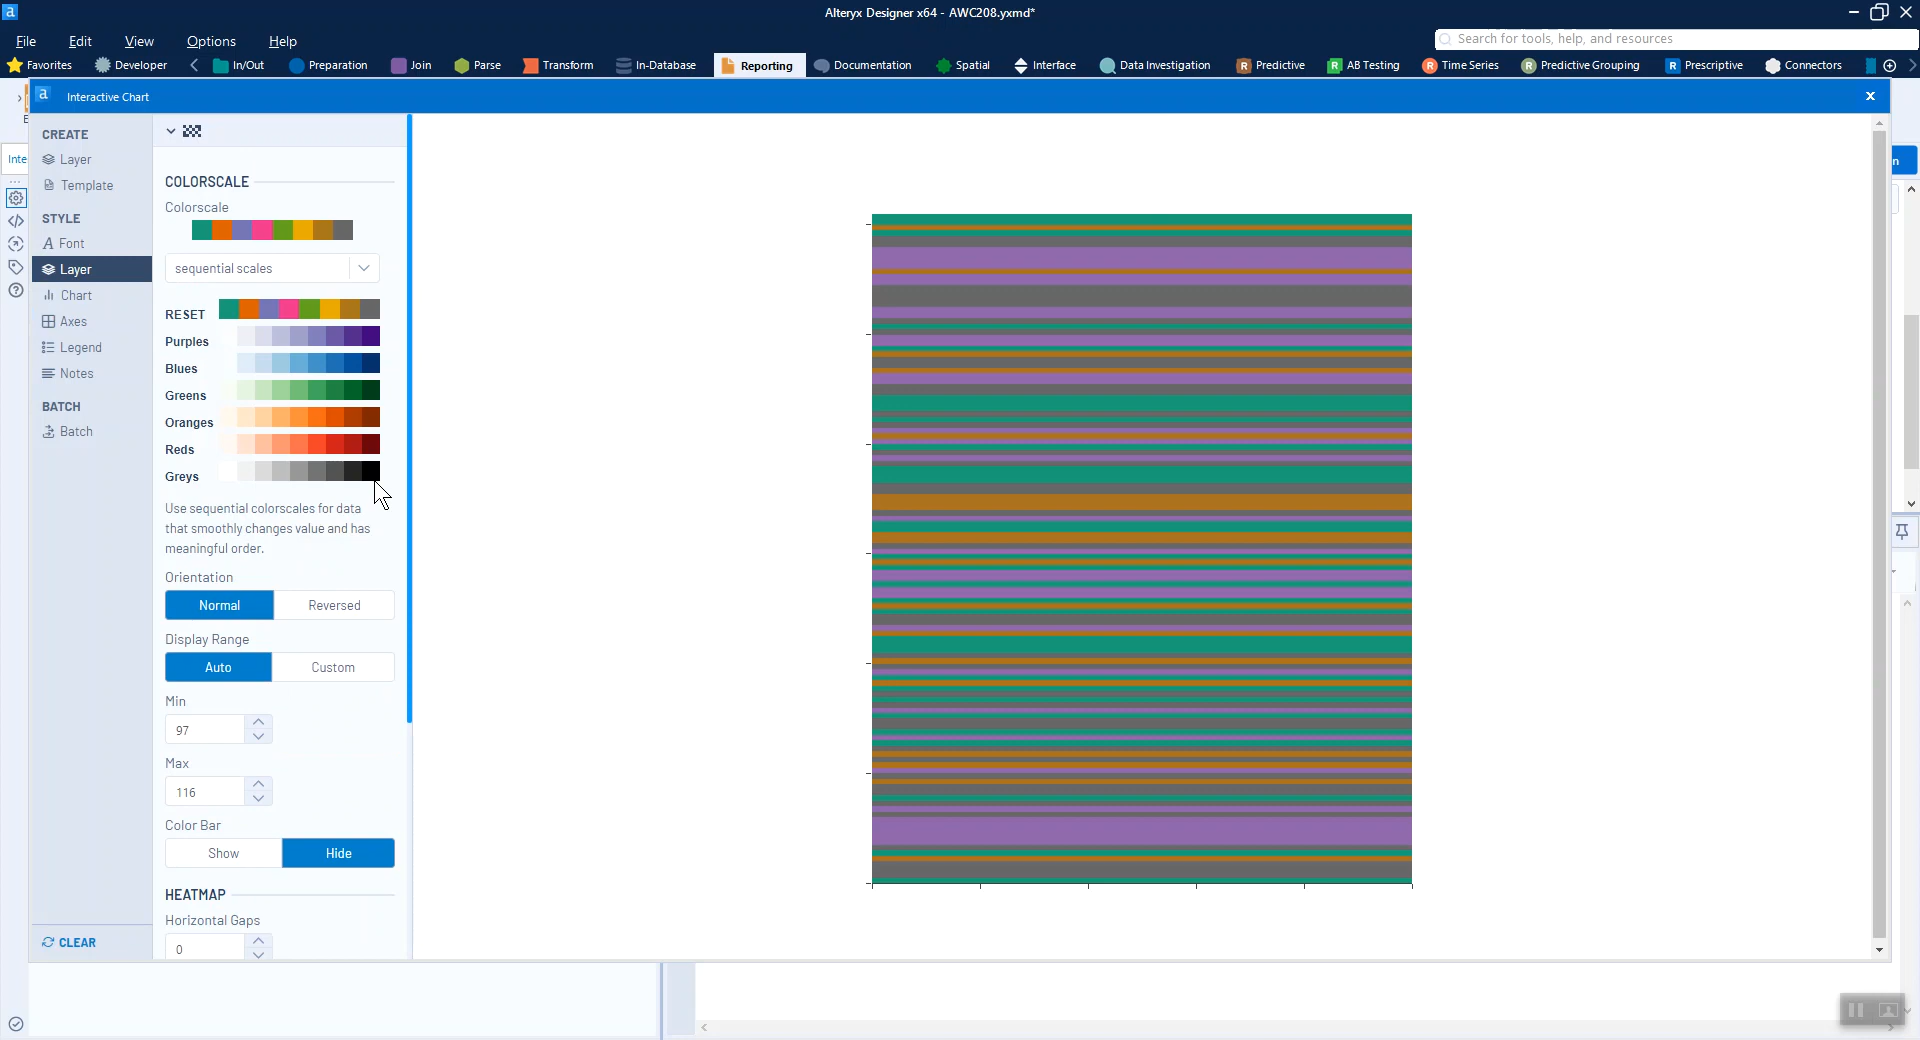 Alteryx Designer x64 - AWC208.yxmd*
File Edit View Options Help
Search for tools, help, and resources
Favorites Developer In/Out Preparation Join Parse Transform In-Database Reporting Documentation Spatial Interface Data Investigation Predictive AB Testing Time Series Predictive Grouping Prescriptive Connectors
a Interactive Chart
CREATE
Layer
Template
STYLE
Font
Layer
Chart
Axes
Legend
Notes
BATCH
Batch
CLEAR
Inte
COLORSCALE
Colorscale
sequential scales
RESET
Purples
Blues
Greens
Oranges
Reds
Greys
Use sequential colorscales for data
that smoothly changes value and has
meaningful order.
Orientation
Normal Reversed
Display Range
Auto Custom
Min
97
Max
116
Color Bar
Show Hide
HEATMAP
Horizontal Gaps
0